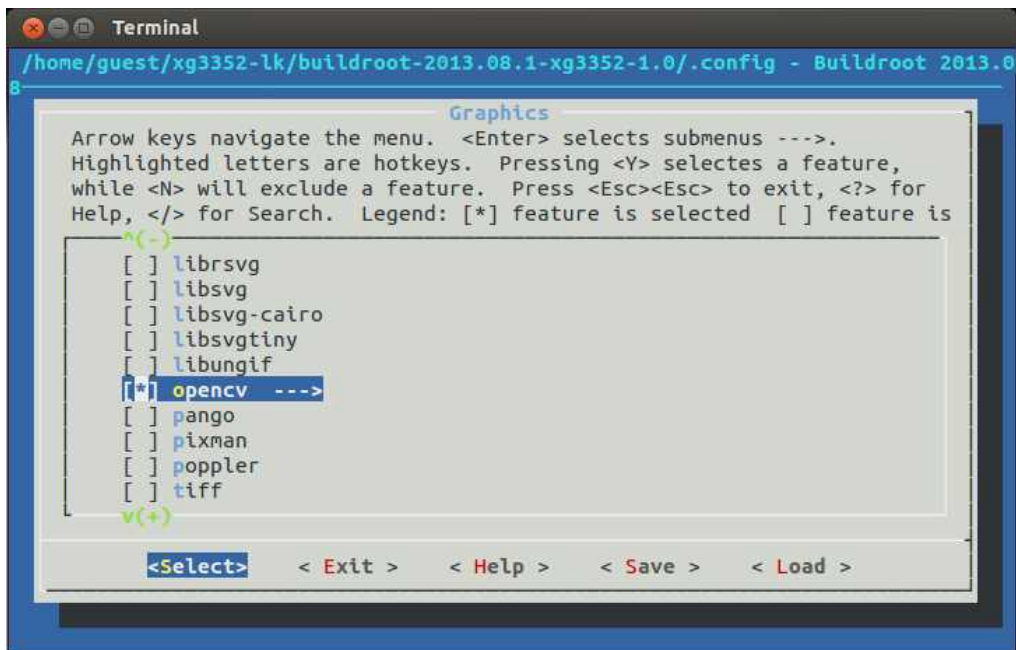 Terminal
/home/guest/xg3352-lk/buildroot-2013.08.1-xg3352-1.0/.config - Buildroot 2013.0
8
Graphics
Arrow keys navigate the menu.  <Enter> selects submenus --->.
Highlighted letters are hotkeys.  Pressing <Y> selectes a feature,
while <N> will exclude a feature.  Press <Esc><Esc> to exit, <?> for
Help, </> for Search.  Legend: [*] feature is selected  [ ] feature is
^(-)
[ ] librsvg
[ ] libsvg
[ ] libsvg-cairo
[ ] libsvgtiny
[ ] libungif
[*] opencv  --->
[ ] pango
[ ] pixman
[ ] poppler
[ ] tiff
v(+)
<Select>    < Exit >    < Help >    < Save >    < Load >